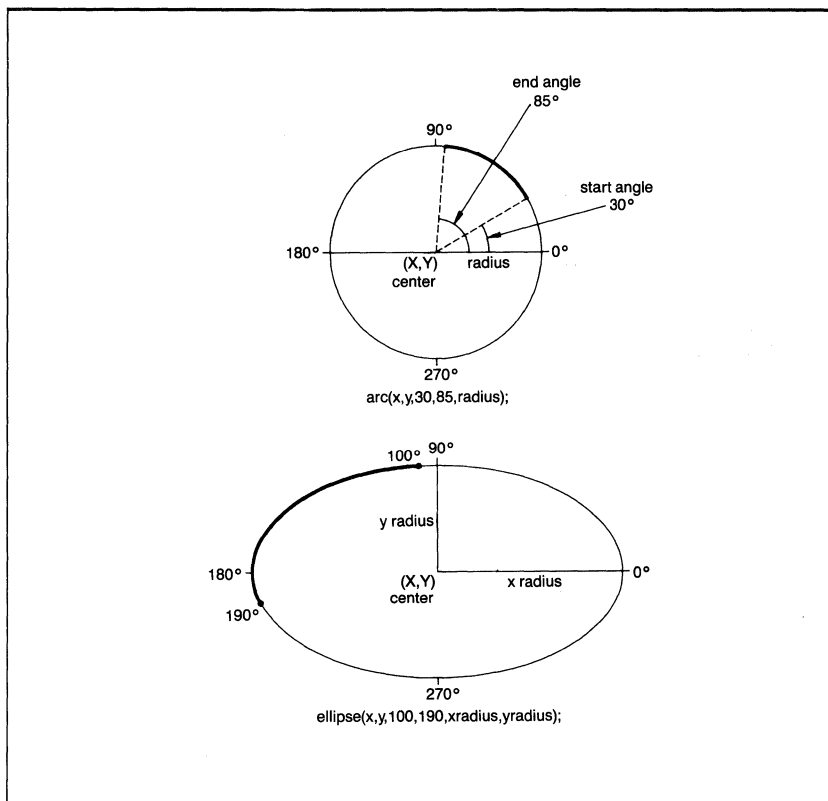 end angle
85°
90°
start angle
30°
180°
0°
(X,Y)
radius
center
270°
arc(x,y,30,85,radius);
90°
100°
y radius
180°
0°
(X,Y)
x radius
center
190°
270°
ellipse(x,y,100,190,xradius,yradius);